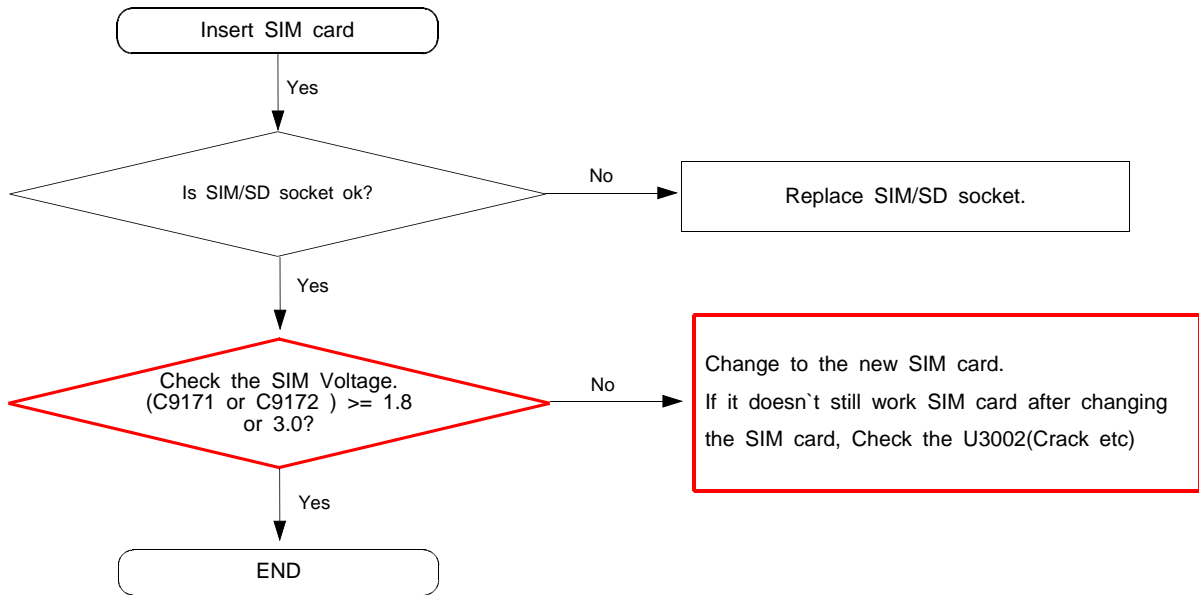 Insert SIM card
Yes
Is SIM/SD socket ok?
No
Replace SIM/SD socket.
Yes
Check the SIM Voltage.
(C9171 or C9172 ) >= 1.8
or 3.0?
No
Change to the new SIM card.
If it doesn`t still work SIM card after changing
the SIM card, Check the U3002(Crack etc)
Yes
END